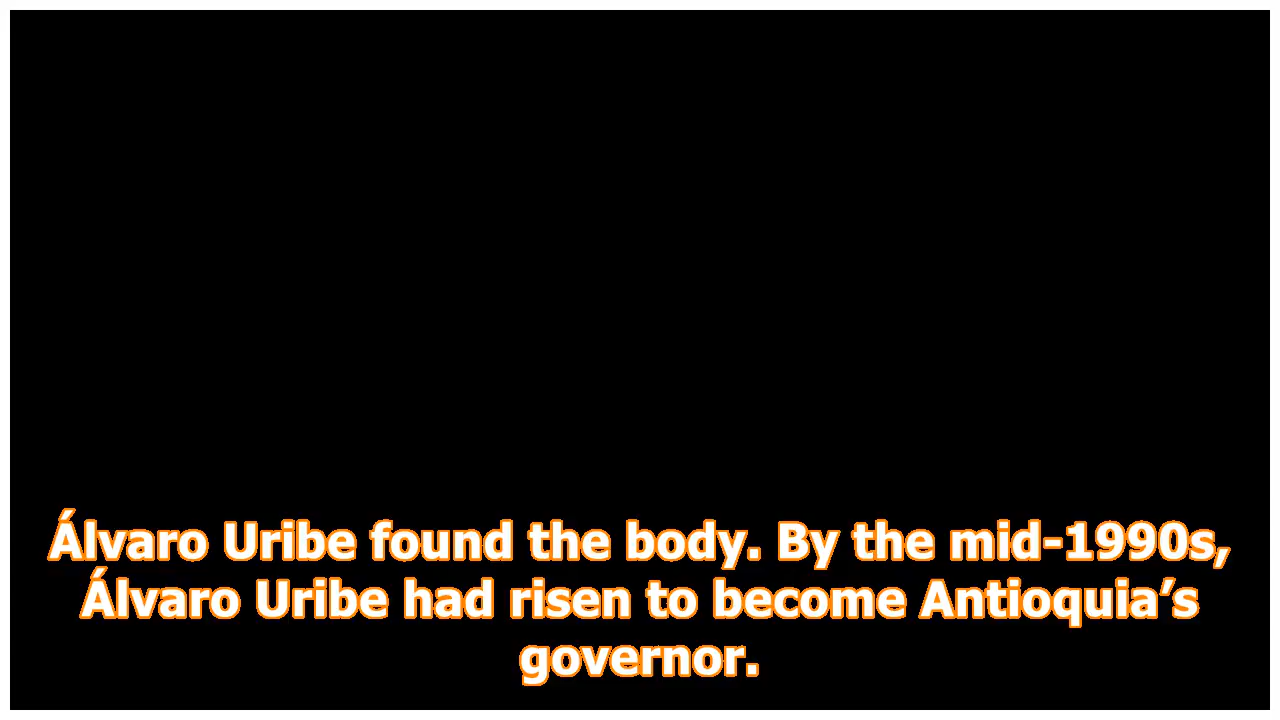 Álvaro Uribe found the body. By the mid-1990s,
Álvaro Uribe had risen to become Antioquia’s
governor.